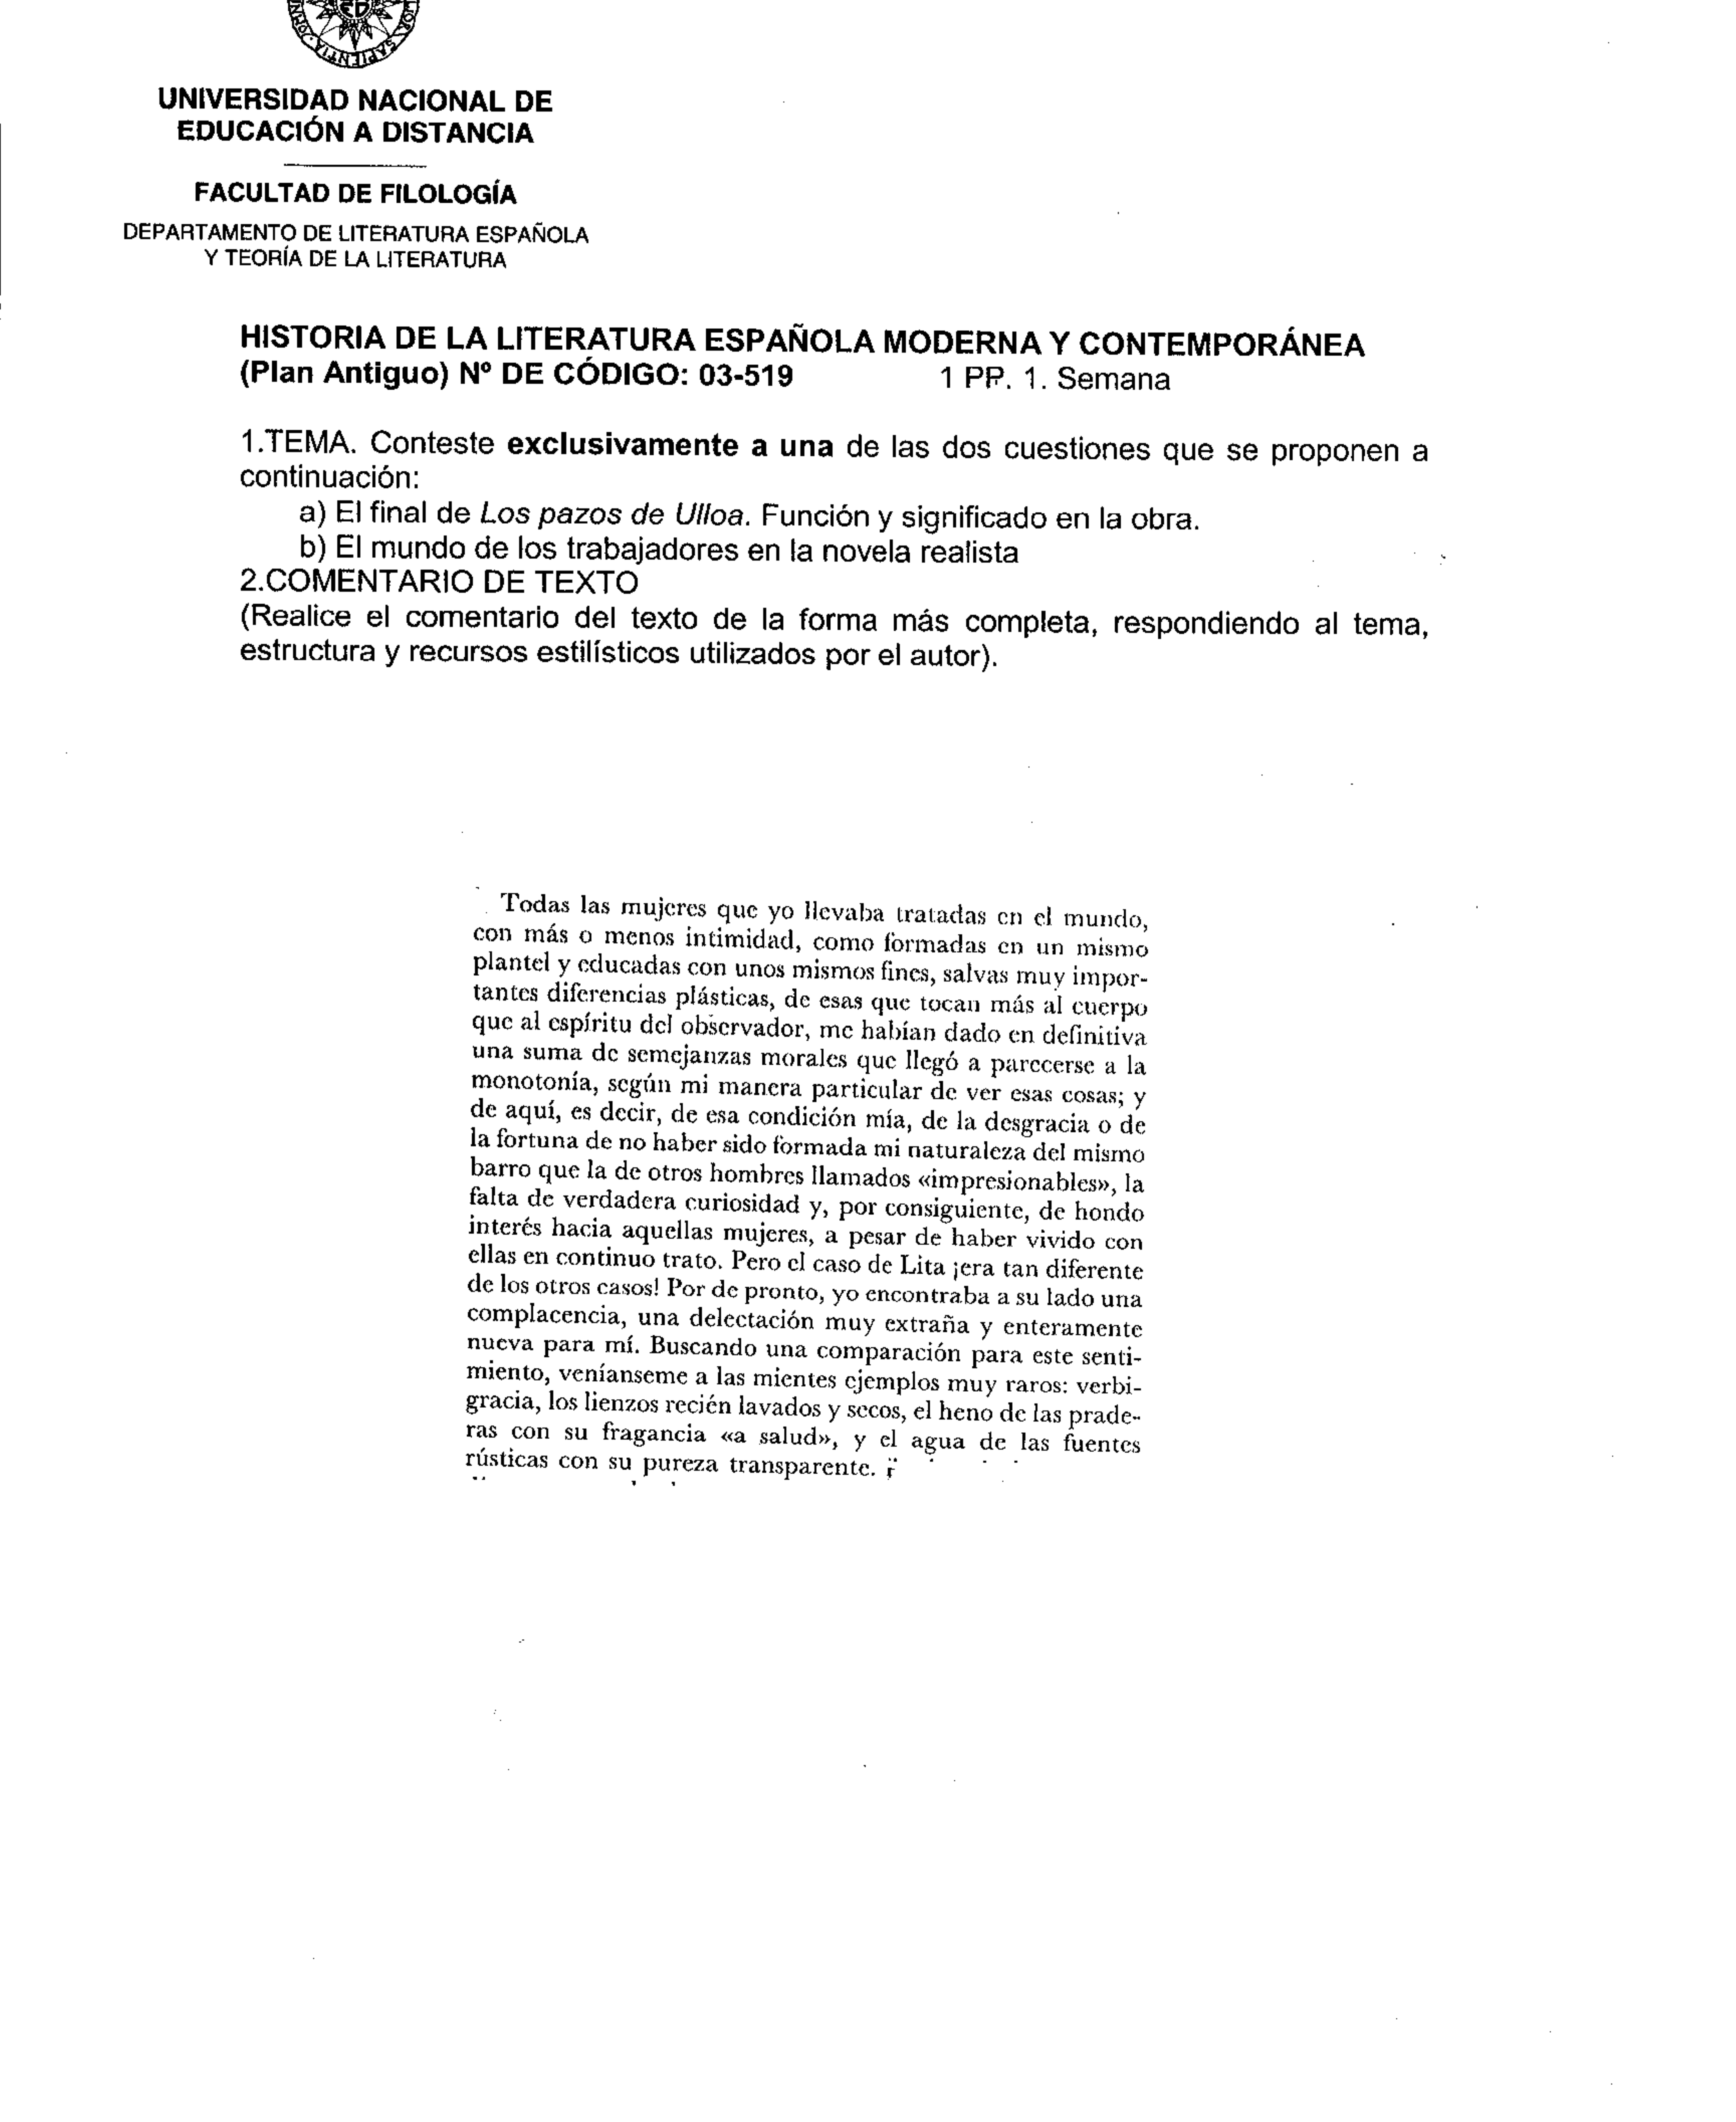 SAPIENTIA
UNIVERSIDAD NACIONAL DE
EDUCACIÓN A DISTANCIA
FACULTAD DE FILOLOGÍA
DEPARTAMENTO DE LITERATURA ESPAÑOLA
Y TEORÍA DE LA LITERATURA
HISTORIA DE LA LITERATURA ESPAÑOLA MODERNA Y CONTEMPORÁNEA
(Plan Antiguo) Nº DE CÓDIGO: 03-519 1 PP. 1. Semana
1.TEMA. Conteste exclusivamente a una de las dos cuestiones que se proponen a
continuación:
a) El final de Los pazos de Ulloa. Función y significado en la obra.
b) El mundo de los trabajadores en la novela realista
2.COMENTARIO DE TEXTO
(Realice el comentario del texto de la forma más completa, respondiendo al tema,
estructura y recursos estilísticos utilizados por el autor).
Todas las mujeres que yo llevaba tratadas en el mundo,
con más o menos intimidad, como formadas en un mismo
plantel y educadas con unos mismos fines, salvas muy impor-
tantes diferencias plásticas, de esas que tocan más al cuerpo
que al espíritu del observador, me habían dado en definitiva
una suma de semejanzas morales que llegó a parecerse a la
monotonía, según mi manera particular de ver esas cosas; y
de aquí, es decir, de esa condición mía, de la desgracia o de
la fortuna de no haber sido formada mi naturaleza del mismo
barro que la de otros hombres llamados «impresionables», la
falta de verdadera curiosidad y, por consiguiente, de hondo
interés hacia aquellas mujeres, a pesar de haber vivido con
ellas en continuo trato. Pero el caso de Lita ¡era tan diferente
de los otros casos! Por de pronto, yo encontraba a su lado una
complacencia, una delectación muy extraña y enteramente
nueva para mí. Buscando una comparación para este senti-
miento, veníanseme a las mientes ejemplos muy raros: verbi-
gracia, los lienzos recién lavados y secos, el heno de las prade-
ras con su fragancia «a salud», y el agua de las fuentes
rústicas con su pureza transparente.